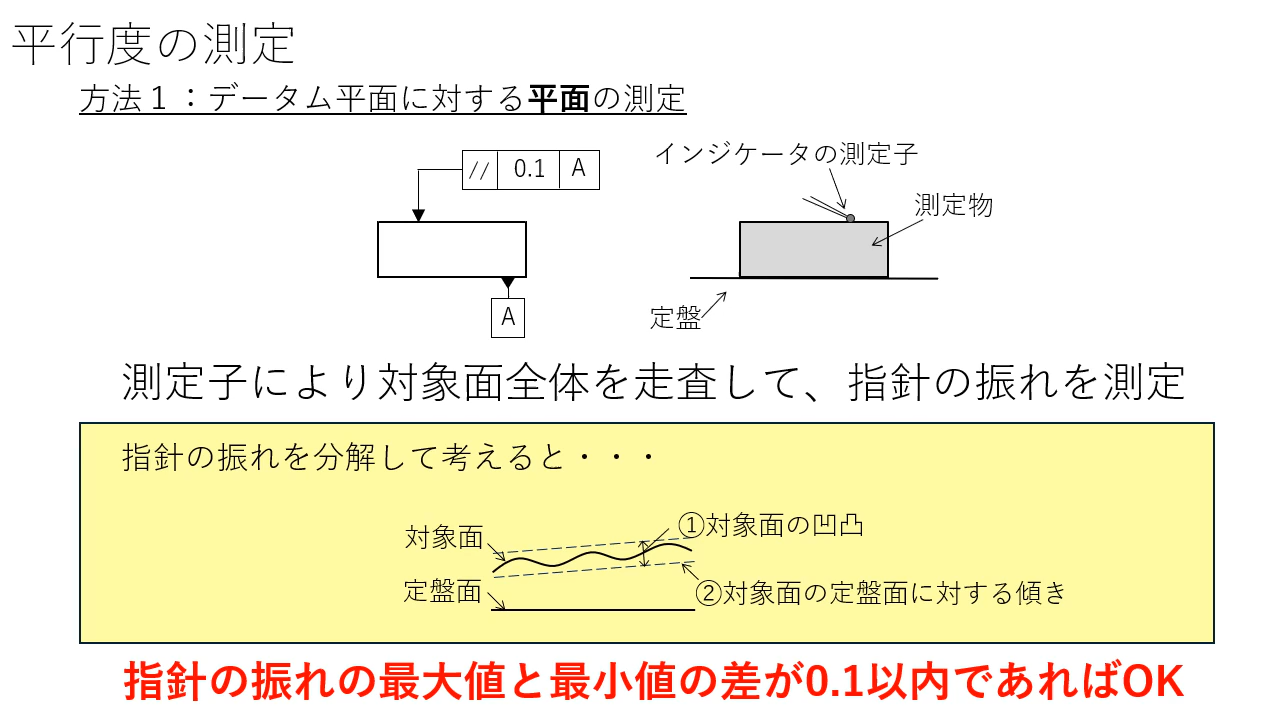 平行度の測定
方法１：データム平面に対する平面の測定
// 0.1 A
インジケータの測定子
測定物
A
定盤
測定子により対象面全体を走査して、指針の振れを測定
指針の振れを分解して考えると・・・
①対象面の凹凸
対象面
定盤面
②対象面の定盤面に対する傾き
指針の振れの最大値と最小値の差が0.1以内であればOK